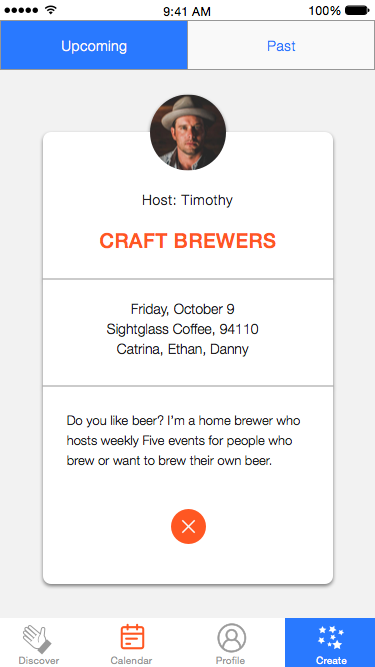 9:41 AM
100%
Upcoming
Past
Host: Timothy
CRAFT BREWERS
Friday, October 9
Sightglass Coffee, 94110
Catrina, Ethan, Danny
Do you like beer? I'm a home brewer who
hosts weekly Five events for people who
brew or want to brew their own beer.
Discover
Calendar
Profile
Create